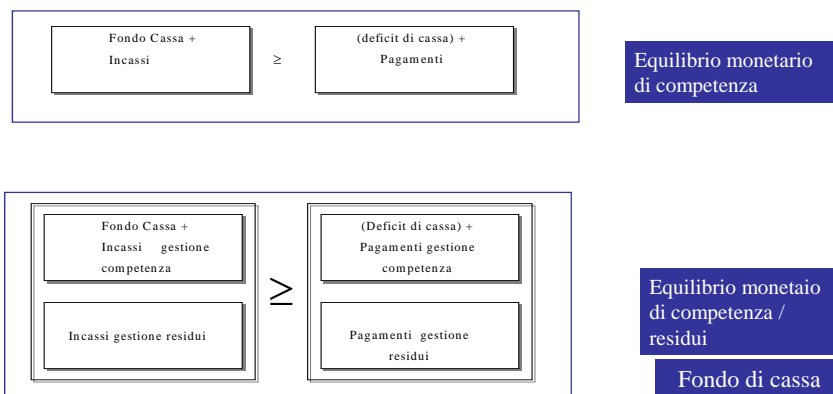 Fondo Cassa +
Incassi
≥
(deficit di cassa) +
Pagamenti
Equilibrio monetario
di competenza
Fondo Cassa +
Incassi gestione
competenza
Incassi gestione residui
≥
(Deficit di cassa) +
Pagamenti gestione
competenza
Pagamenti gestione
residui
Equilibrio monetaio
di competenza /
residui
Fondo di cassa